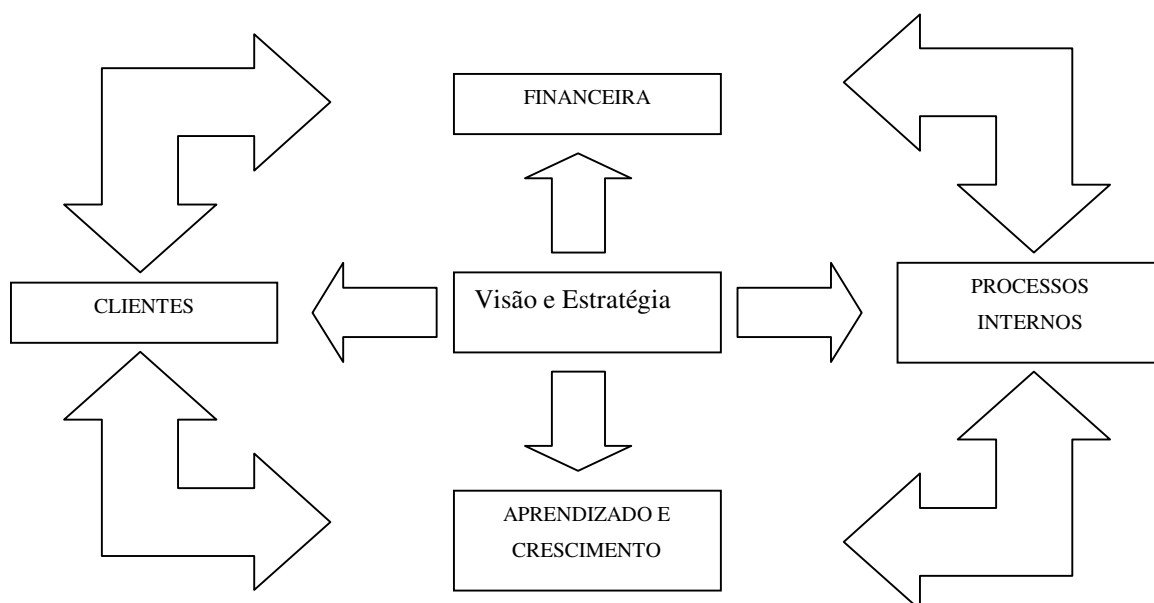 FINANCEIRA
CLIENTES
Visão e Estratégia
PROCESSOS
INTERNOS
APRENDIZADO E
CRESCIMENTO